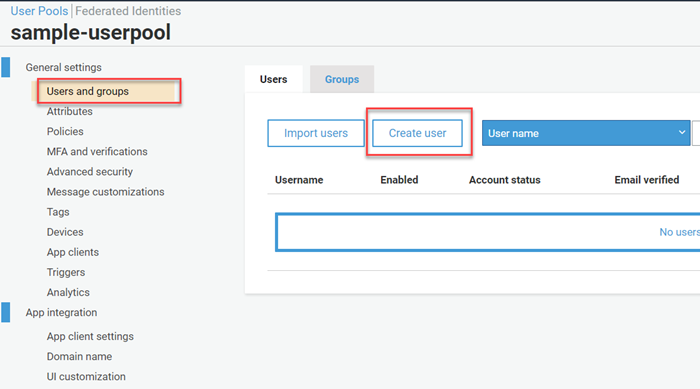 User Pools | Federated Identities
sample-userpool
General settings
Users and groups
Attributes
Policies
MFA and verifications
Advanced security
Message customizations
Tags
Devices
App clients
Triggers
Analytics
App integration
App client settings
Domain name
UI customization
Users Groups
Import users Create user User name
Username Enabled Account status Email verified
No users